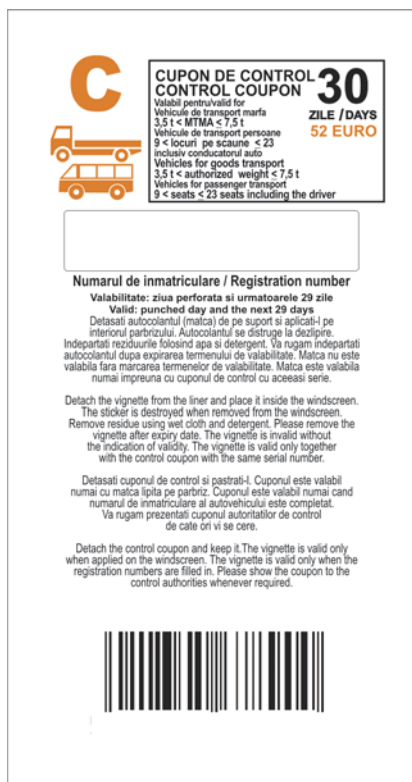 C
CUPON DE CONTROL
CONTROL COUPON
30
ZILE / DAYS
52 EURO
Valabil pentru/valid for
Vehicule de transport marfa
3,5 t < MTMA ≤ 7,5 t
Vehicule de transport persoane
9 < locuri pe scaune ≤ 23
inclusiv conducatorul auto
Vehicles for goods transport
3,5 t < authorized weight ≤ 7,5 t
Vehicles for passenger transport
9 < seats ≤ 23 seats including the driver
Numarul de inmatriculare / Registration number
Valabilitate: ziua perforata si urmatoarele 29 zile
Valid: punched day and the next 29 days
Detasati autocolantul (matca) de pe suport si aplicati-l pe
interiorul parbrizului. Autocolantul se distruge la dezlipire.
Indepartati reziduurile folosind apa si detergent. Va rugam indepartati
autocolantul dupa expirarea termenului de valabilitate. Matca nu este
valabila fara marcarea termenelor de valabilitate. Matca este valabila
numai impreuna cu cuponul de control cu aceeasi serie.
Detach the vignette from the liner and place it inside the windscreen.
The sticker is destroyed when removed from the windscreen.
Remove residue using wet cloth and detergent. Please remove the
vignette after expiry date. The vignette is invalid without
the indication of validity. The vignette is valid only together
with the control coupon with the same serial number.
Detasati cuponul de control si pastrati-l. Cuponul este valabil
numai cu matca lipita pe parbriz. Cuponul este valabil numai cand
numarul de inmatriculare al autovehicului este completat.
Va rugam prezentati cuponul autoritatilor de control
de cate ori vi se cere.
Detach the control coupon and keep it.The vignette is valid only
when applied on the windscreen. The vignette is valid only when the
registration numbers are filled in. Please show the coupon to the
control authorities whenever required.